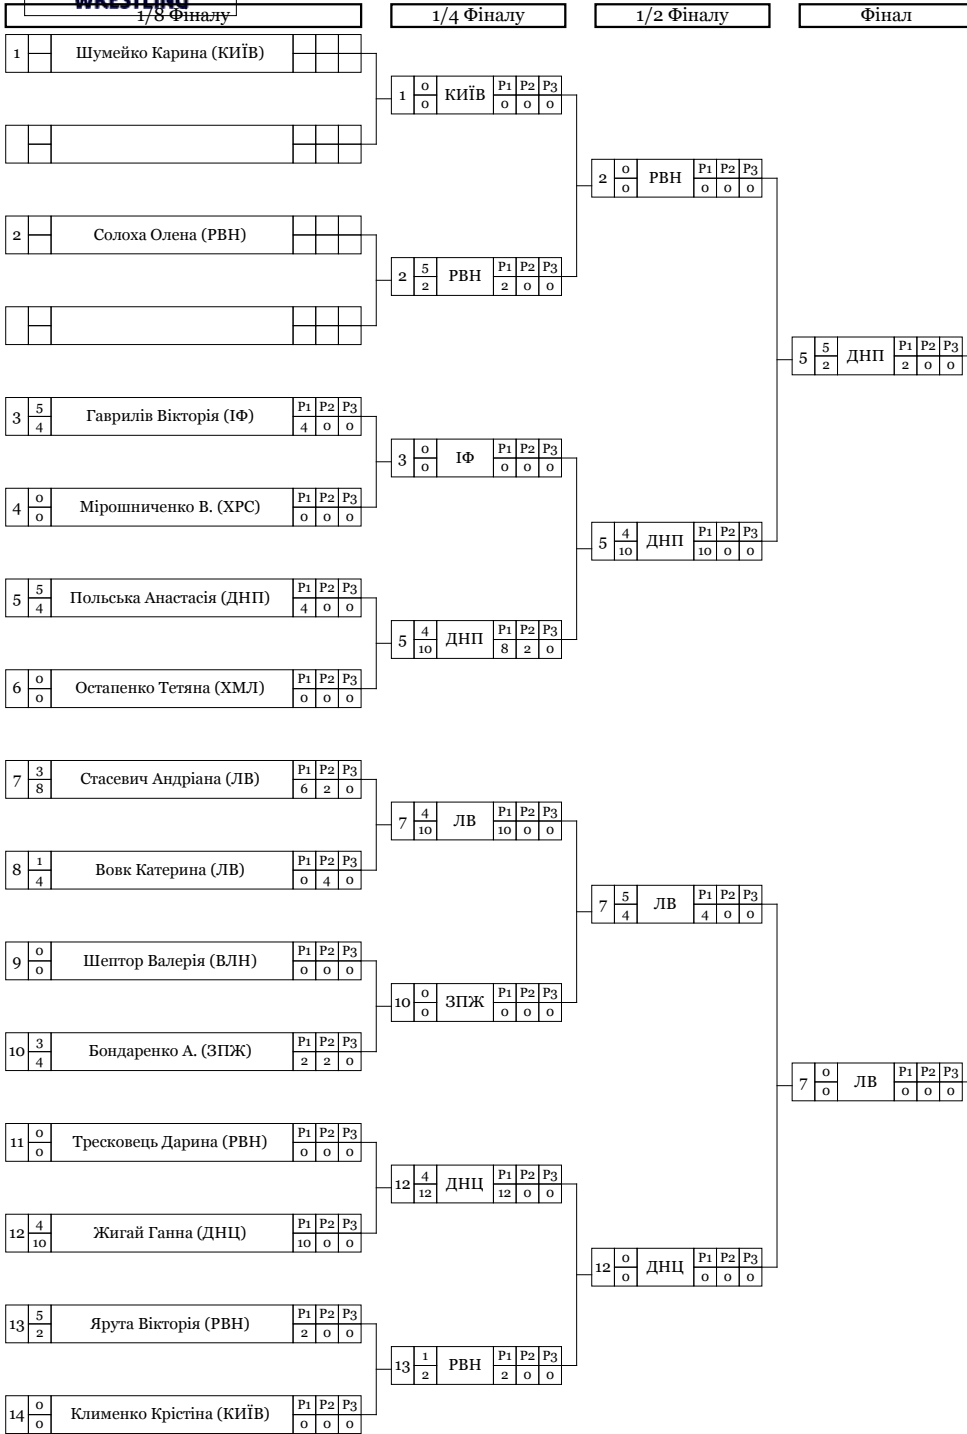 WRESTLING
1/8 Фіналу 1/4 Фіналу 1/2 Фіналу Фінал
1 Шумейко Карина (КИЇВ)
2 Солоха Олена (РВН)
5 P1 P2 P3
3 Гаврилів Вікторія (ІФ)
4 4 0 0
0 P1 P2 P3
4 Мірошниченко В. (ХРС)
0 0 0 0
5 P1 P2 P3
5 Польська Анастасія (ДНП)
4 4 0 0
0 P1 P2 P3
6 Остапенко Тетяна (ХМЛ)
0 0 0 0
3 P1 P2 P3
7 Стасевич Андріана (ЛВ)
8 6 2 0
1 P1 P2 P3
8 Вовк Катерина (ЛВ)
4 0 4 0
0 P1 P2 P3
9 Шептор Валерія (ВЛН)
0 0 0 0
3 P1 P2 P3
10 Бондаренко А. (ЗПЖ)
4 2 2 0
0 P1 P2 P3
11 Тресковець Дарина (РВН)
0 0 0 0
4 P1 P2 P3
12 Жигай Ганна (ДНЦ)
10 10 0 0
5 P1 P2 P3
13 Ярута Вікторія (РВН)
2 2 0 0
0 P1 P2 P3
14 Клименко Крістіна (КИЇВ)
0 0 0 0
0 P1 P2 P3
1 КИЇВ
0 0 0 0
5 P1 P2 P3
2 РВН
2 2 0 0
0 P1 P2 P3
3 ІФ
0 0 0 0
4 P1 P2 P3
5 ДНП
10 8 2 0
4 P1 P2 P3
7 ЛВ
10 10 0 0
0 P1 P2 P3
10 ЗПЖ
0 0 0 0
4 P1 P2 P3
12 ДНЦ
12 12 0 0
1 P1 P2 P3
13 РВН
2 2 0 0
0 P1 P2 P3
2 РВН
0 0 0 0
4 P1 P2 P3
5 ДНП
10 10 0 0
5 P1 P2 P3
7 ЛВ
4 4 0 0
0 P1 P2 P3
12 ДНЦ
0 0 0 0
5 P1 P2 P3
5 ДНП
2 2 0 0
0 P1 P2 P3
7 ЛВ
0 0 0 0